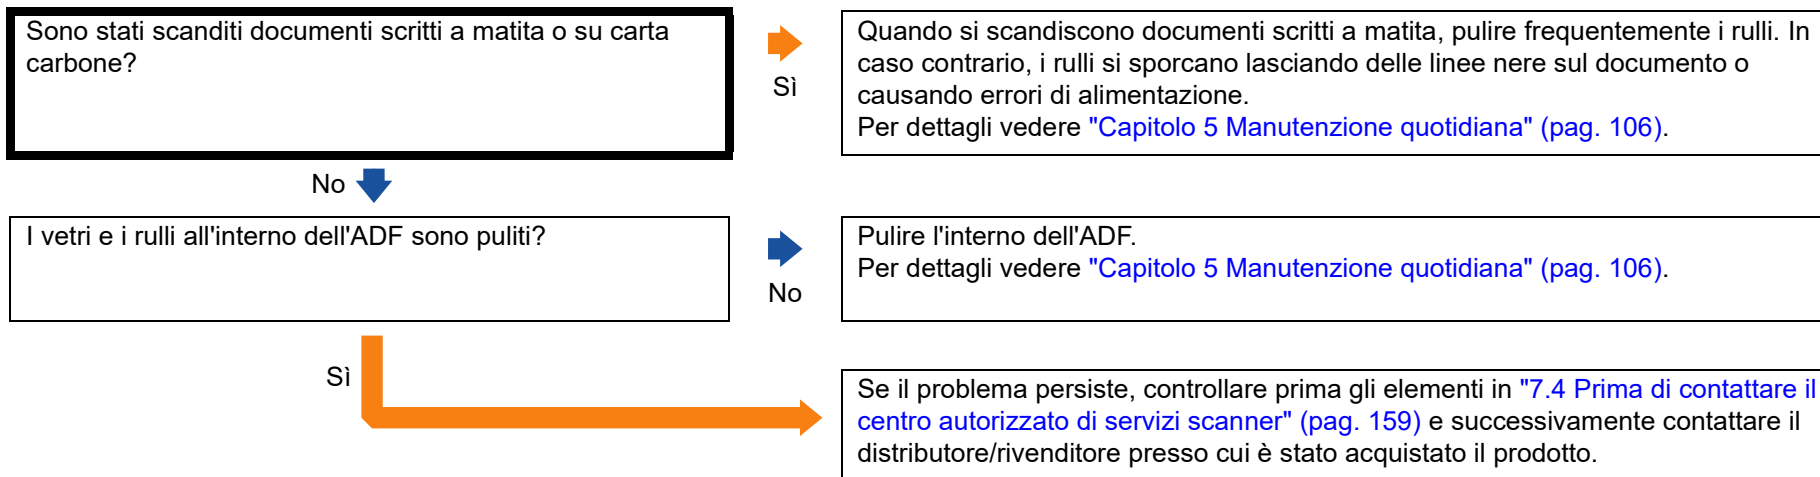 Sono stati scanditi documenti scritti a matita o su carta
carbone?
Sì
Quando si scandiscono documenti scritti a matita, pulire frequentemente i rulli. In
caso contrario, i rulli si sporcano lasciando delle linee nere sul documento o
causando errori di alimentazione.
Per dettagli vedere "Capitolo 5 Manutenzione quotidiana" (pag. 106).
No
I vetri e i rulli all'interno dell'ADF sono puliti?
No
Pulire l'interno dell'ADF.
Per dettagli vedere "Capitolo 5 Manutenzione quotidiana" (pag. 106).
Sì
Se il problema persiste, controllare prima gli elementi in "7.4 Prima di contattare il
centro autorizzato di servizi scanner" (pag. 159) e successivamente contattare il
distributore/rivenditore presso cui è stato acquistato il prodotto.